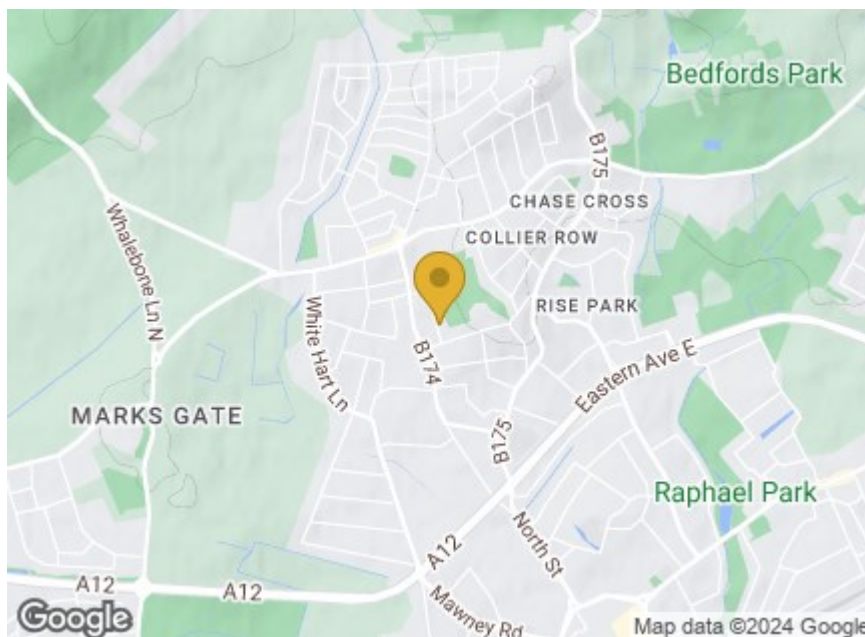 Bedfords Park
B175
CHASE CROSS
COLLIER ROW
Whalebone Ln N
RISE PARK
White Hart Ln
B174
Eastern Ave E
MARKS GATE
B175
Raphael Park
North St
A12
A12
A12
Mawney Rd
Google
Map data ©2024 Google